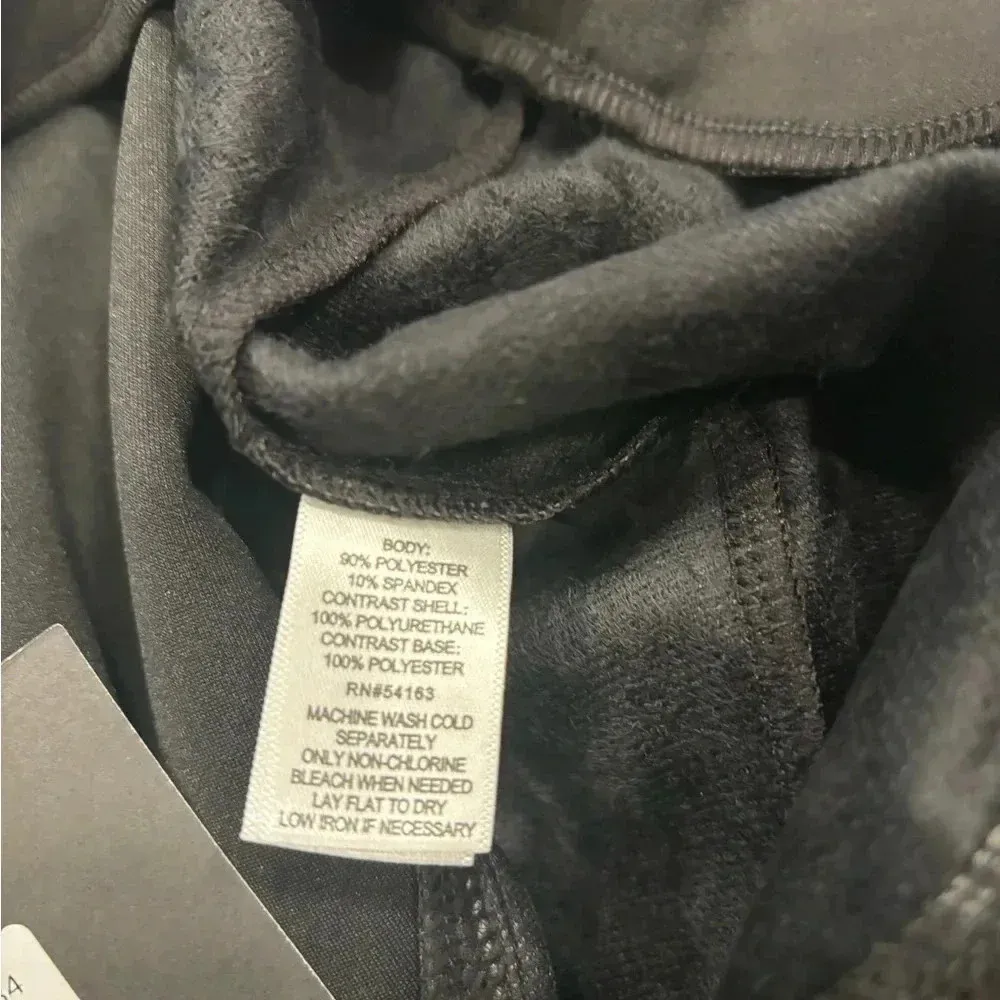 BODY:
90% POLYESTER
10% SPANDEX
CONTRAST SHELL:
100% POLYURETHANE
CONTRAST BASE:
100% POLYESTER
RN#54163
MACHINE WASH COLD
SEPARATELY
ONLY NON-CHLORINE
BLEACH WHEN NEEDED
LAY FLAT TO DRY
LOW IRON IF NECESSARY